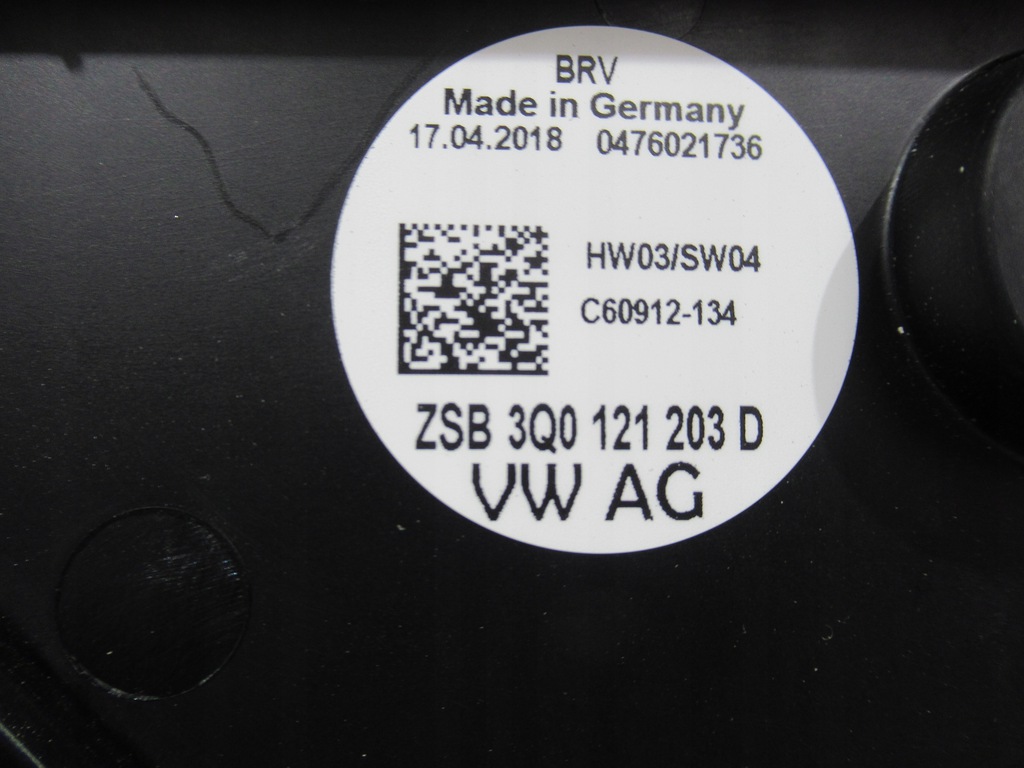 BRV
Made in Germany
17.04.2018 0476021736
HW03/SW04
C60912-134
ZSB 3Q0 121 203 D
VW AG